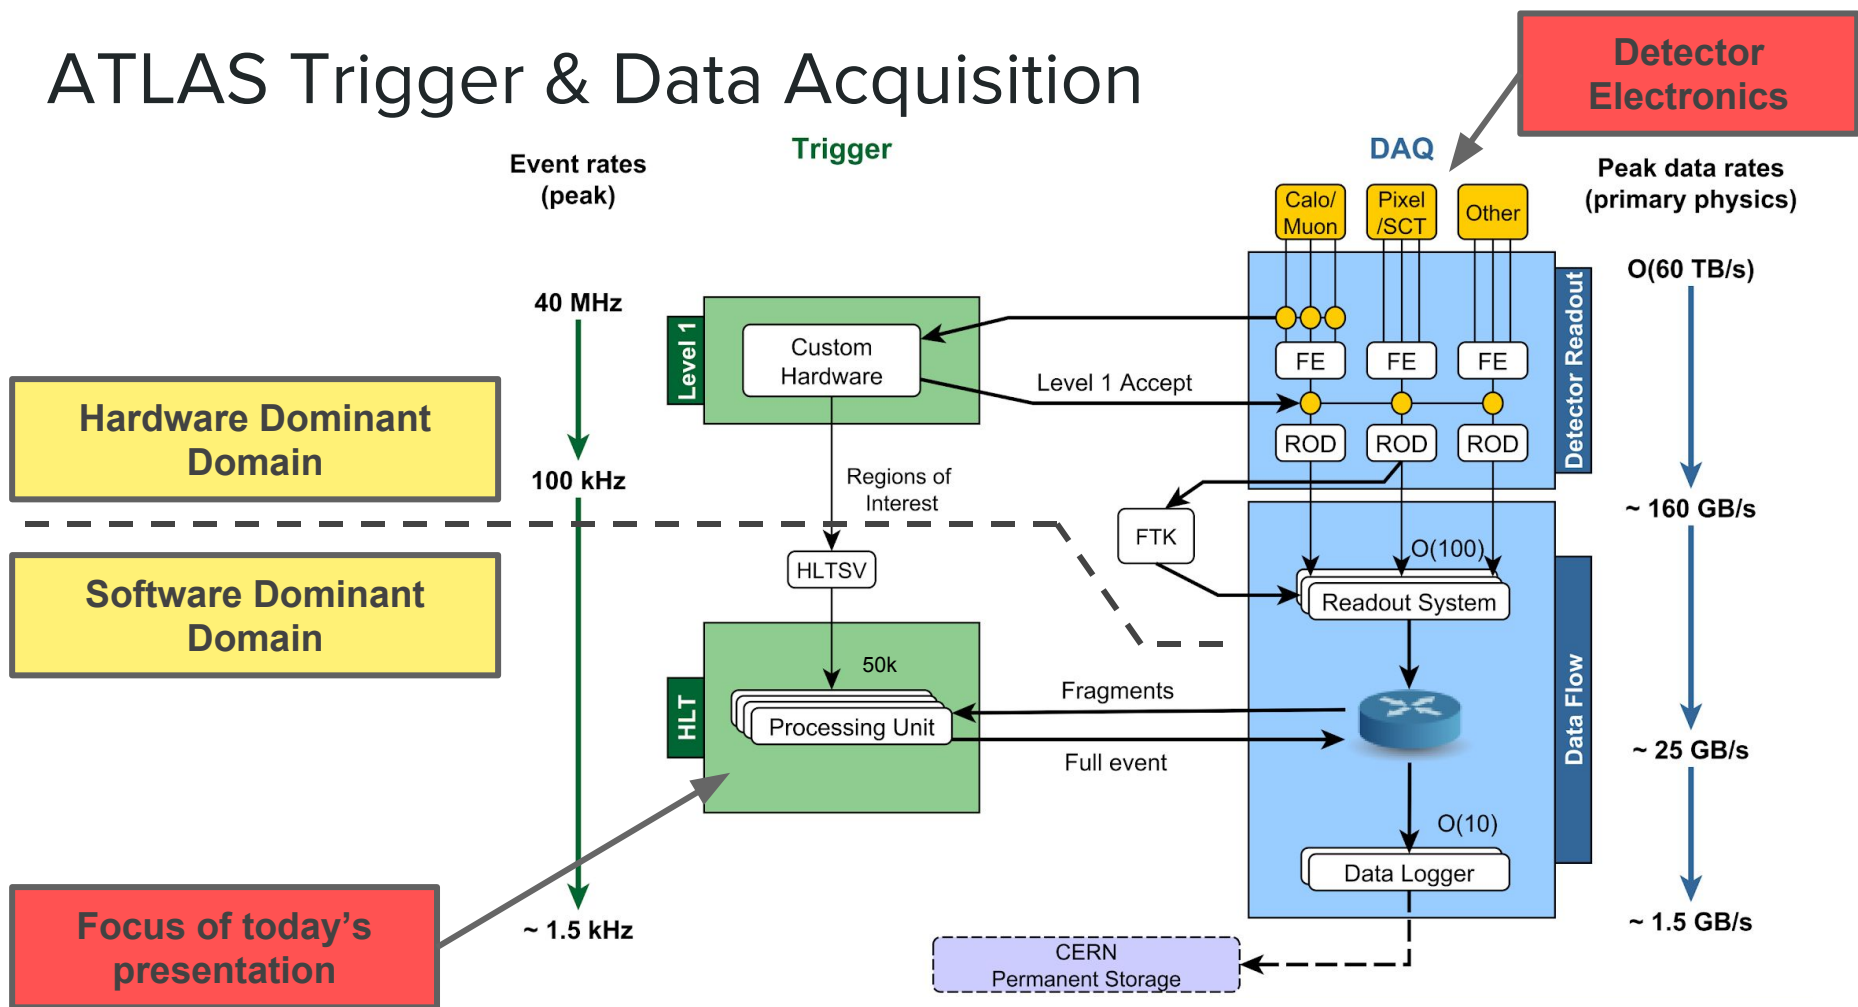 ATLAS Trigger & Data Acquisition
Detector
Electronics
Trigger
DAQ
Event rates
(peak)
Peak data rates
(primary physics)
Calo/
Muon
Pixel
/SCT
Other
O(60 TB/s)
40 MHz
Level 1
Custom
Hardware
FE
FE
FE
Detector Readout
Level 1 Accept
Hardware Dominant
Domain
ROD
ROD
ROD
100 kHz
Regions of
Interest
~ 160 GB/s
FTK
O(100)
HLTSV
Software Dominant
Domain
Readout System
50k
HLT
Processing Unit
Fragments
Full event
Data Flow
~ 25 GB/s
O(10)
Data Logger
Focus of today’s
presentation
~ 1.5 kHz
~ 1.5 GB/s
CERN
Permanent Storage